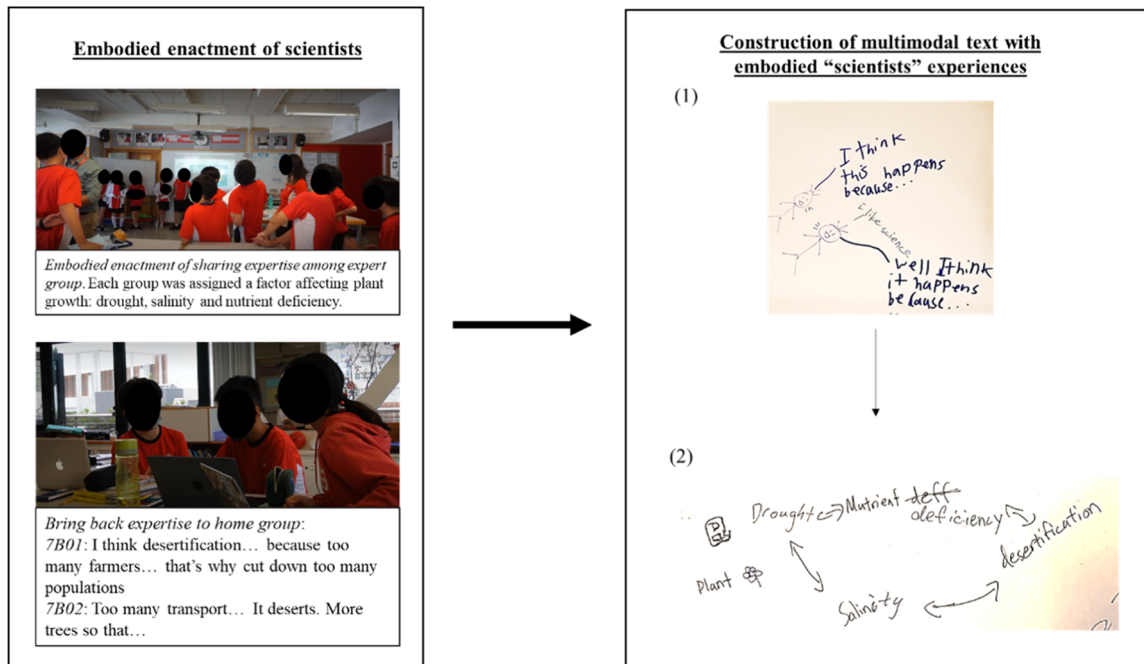 Embodied enactment of scientists
Embodied enactment of sharing expertise among expert
group. Each group was assigned a factor affecting plant
growth: drought, salinity and nutrient deficiency.
Bring back expertise to home group:
7B01: I think desertification… because too
many farmers… that's why cut down too many
populations
7B02: Too many transport… It deserts. More
trees so that…
Construction of multimodal text with
embodied “scientists” experiences
(1)
I think
this happens
because...
i like science.
well I think
it happens
because...
(2)
Drought Nutrient deff
deficiency
desertification
Plant
Salinity